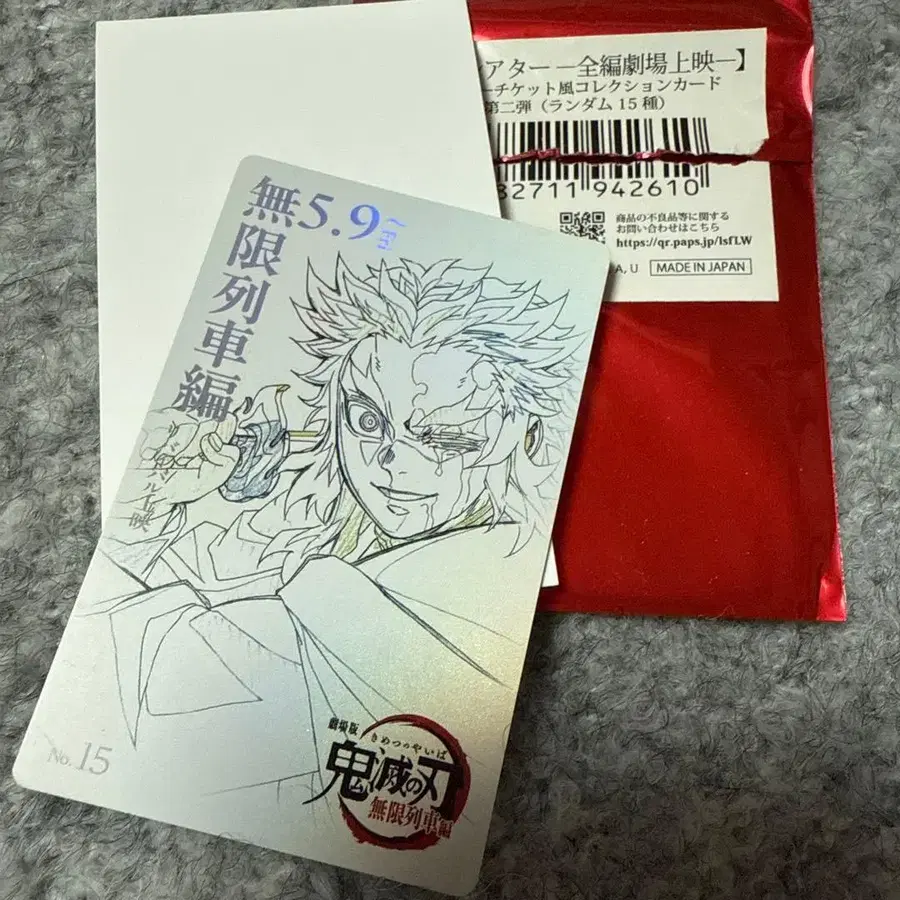 アター ―全編劇場上映―】
ーチケット風コレクションカード
第二弾（ランダム 15 種）
32711 942610
商品の不良品等に関する
お問い合わせはこちら
https://qr.paps.jp/lsfLW
A, U
MADE IN JAPAN
5.9
無限列車編
上映
No. 15
劇場版
きめつのやいば
鬼滅の刃
無限列車編